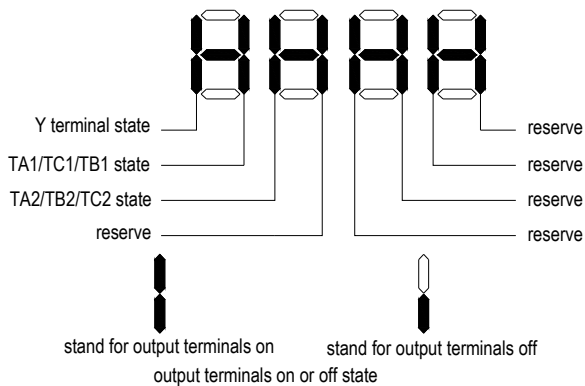 Y terminal state
reserve
TA1/TC1/TB1 state
reserve
TA2/TB2/TC2 state
reserve
reserve
reserve
stand for output terminals on
stand for output terminals off
output terminals on or off state